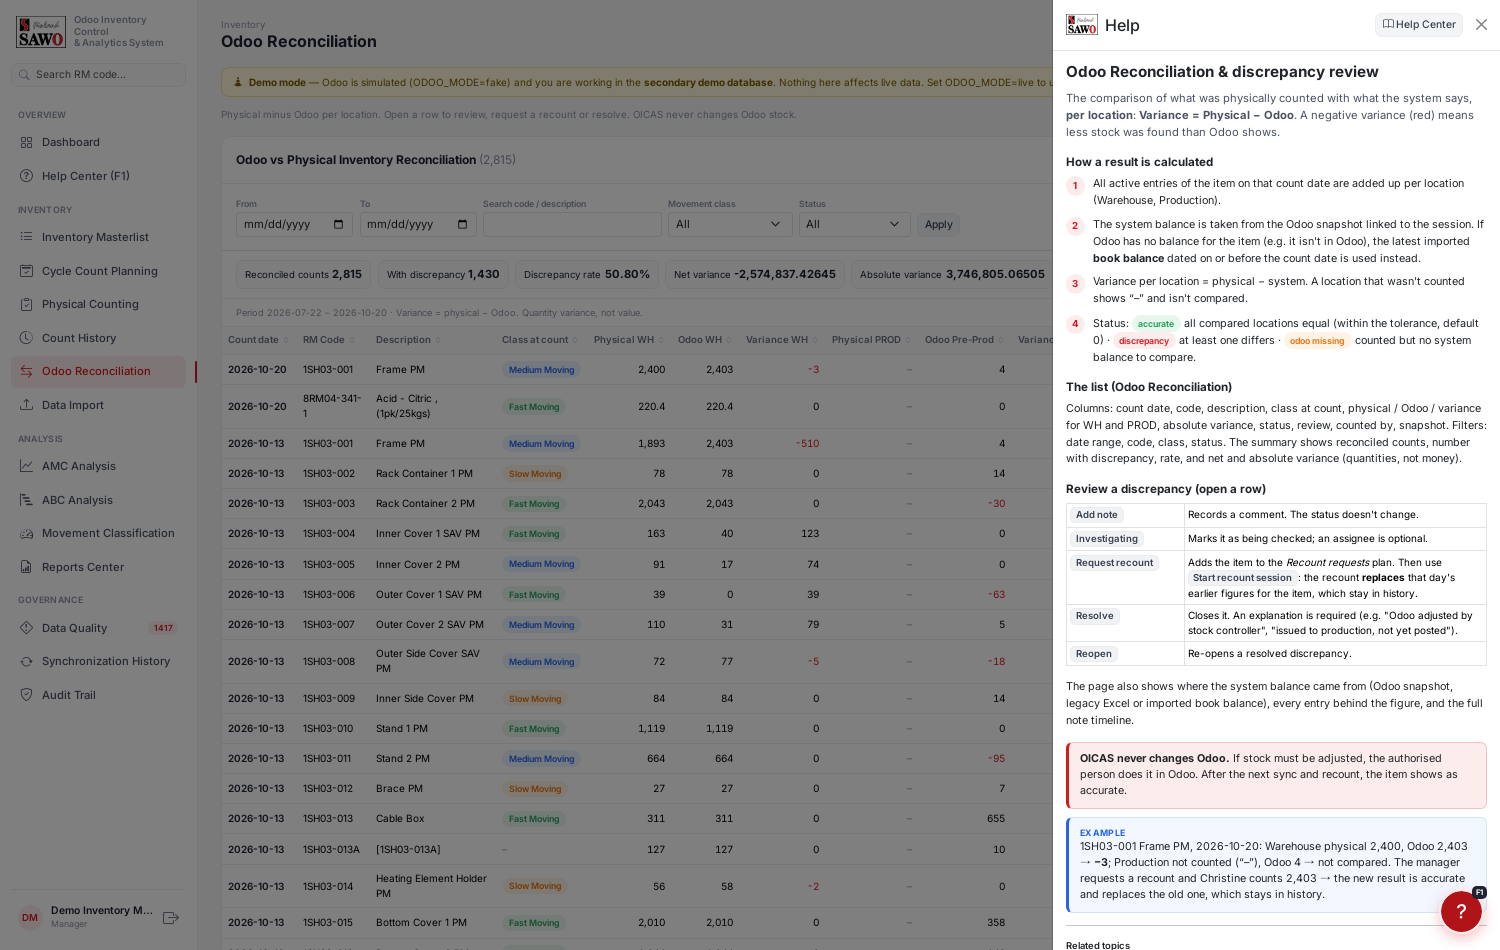 SAWO
Odoo Inventory
Control
& Analytics System
Search RM code...
OVERVIEW
Dashboard
Help Center (F1)
INVENTORY
Inventory Masterlist
Cycle Count Planning
Physical Counting
Count History
Odoo Reconciliation
Data Import
ANALYSIS
AMC Analysis
ABC Analysis
Movement Classification
Reports Center
GOVERNANCE
Data Quality 1417
Synchronization History
Audit Trail
DM
Demo Inventory M...
Manager
Inventory
Odoo Reconciliation
Demo mode — Odoo is simulated (ODOO_MODE=fake) and you are working in the secondary demo database. Nothing here affects live data. Set ODOO_MODE=live to u
Physical minus Odoo per location. Open a row to review, request a recount or resolve. OICAS never changes Odoo stock.
Odoo vs Physical Inventory Reconciliation (2,815)
From To Search code / description Movement class Status
mm/dd/yyyy mm/dd/yyyy All All Apply
Reconciled counts 2,815 With discrepancy 1,430 Discrepancy rate 50.80% Net variance -2,574,837.42645 Absolute variance 3,746,805.06505
Period 2026-07-22 – 2026-10-20 · Variance = physical − Odoo. Quantity variance, not value.
Count date RM Code Description Class at count Physical WH Odoo WH Variance WH Physical PROD Odoo Pre-Prod Varianc
2026-10-20 1SH03-001 Frame PM Medium Moving 2,400 2,403 -3 – 4
2026-10-20 8RM04-341-1 Acid - Citric , (1pk/25kgs) Fast Moving 220.4 220.4 0 – 0
2026-10-13 1SH03-001 Frame PM Medium Moving 1,893 2,403 -510 – 4
2026-10-13 1SH03-002 Rack Container 1 PM Slow Moving 78 78 0 – 14
2026-10-13 1SH03-003 Rack Container 2 PM Fast Moving 2,043 2,043 0 – -30
2026-10-13 1SH03-004 Inner Cover 1 SAV PM Fast Moving 163 40 123 – 0
2026-10-13 1SH03-005 Inner Cover 2 PM Medium Moving 91 17 74 – 0
2026-10-13 1SH03-006 Outer Cover 1 SAV PM Fast Moving 39 0 39 – -63
2026-10-13 1SH03-007 Outer Cover 2 SAV PM Medium Moving 110 31 79 – 5
2026-10-13 1SH03-008 Outer Side Cover SAV PM Medium Moving 72 77 -5 – -18
2026-10-13 1SH03-009 Inner Side Cover PM Slow Moving 84 84 0 – 14
2026-10-13 1SH03-010 Stand 1 PM Fast Moving 1,119 1,119 0 – 0
2026-10-13 1SH03-011 Stand 2 PM Medium Moving 664 664 0 – -95
2026-10-13 1SH03-012 Brace PM Slow Moving 27 27 0 – 7
2026-10-13 1SH03-013 Cable Box Fast Moving 311 311 0 – 655
2026-10-13 1SH03-013A [1SH03-013A] – 127 127 0 – 10
2026-10-13 1SH03-014 Heating Element Holder PM Slow Moving 56 58 -2 – 16
2026-10-13 1SH03-015 Bottom Cover 1 PM Fast Moving 2,010 2,010 0 – 358
SAWO
Help
Help Center
Odoo Reconciliation & discrepancy review
The comparison of what was physically counted with what the system says,
per location: Variance = Physical − Odoo. A negative variance (red) means
less stock was found than Odoo shows.
How a result is calculated
1 All active entries of the item on that count date are added up per location
(Warehouse, Production).
2 The system balance is taken from the Odoo snapshot linked to the session. If
Odoo has no balance for the item (e.g. it isn't in Odoo), the latest imported
book balance dated on or before the count date is used instead.
3 Variance per location = physical − system. A location that wasn't counted
shows “–” and isn't compared.
4 Status: accurate all compared locations equal (within the tolerance, default
0) · discrepancy at least one differs · odoo missing counted but no system
balance to compare.
The list (Odoo Reconciliation)
Columns: count date, code, description, class at count, physical / Odoo / variance
for WH and PROD, absolute variance, status, review, counted by, snapshot. Filters:
date range, code, class, status. The summary shows reconciled counts, number
with discrepancy, rate, and net and absolute variance (quantities, not money).
Review a discrepancy (open a row)
Add note Records a comment. The status doesn't change.
Investigating Marks it as being checked; an assignee is optional.
Request recount Adds the item to the Recount requests plan. Then use
Start recount session : the recount replaces that day's
earlier figures for the item, which stay in history.
Resolve Closes it. An explanation is required (e.g. "Odoo adjusted by
stock controller", "issued to production, not yet posted").
Reopen Re-opens a resolved discrepancy.
The page also shows where the system balance came from (Odoo snapshot,
legacy Excel or imported book balance), every entry behind the figure, and the full
note timeline.
OICAS never changes Odoo. If stock must be adjusted, the authorised
person does it in Odoo. After the next sync and recount, the item shows as
accurate.
EXAMPLE
1SH03-001 Frame PM, 2026-10-20: Warehouse physical 2,400, Odoo 2,403
→ −3; Production not counted (“–”), Odoo 4 → not compared. The manager
requests a recount and Christine counts 2,403 → the new result is accurate
and replaces the old one, which stays in history.
F1
?
Related topics